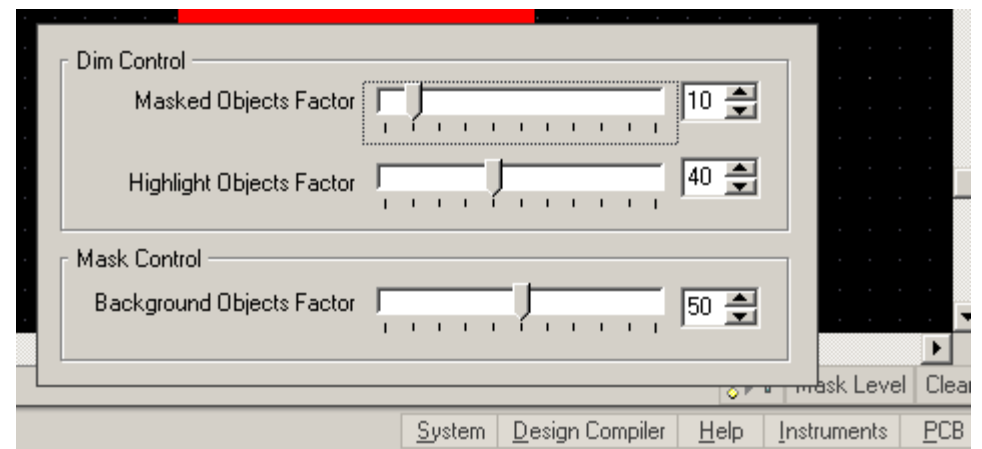 Dim Control
Masked Objects Factor 10
Highlight Objects Factor 40
Mask Control
Background Objects Factor 50
Mask Level Clear
System Design Compiler Help Instruments PCB